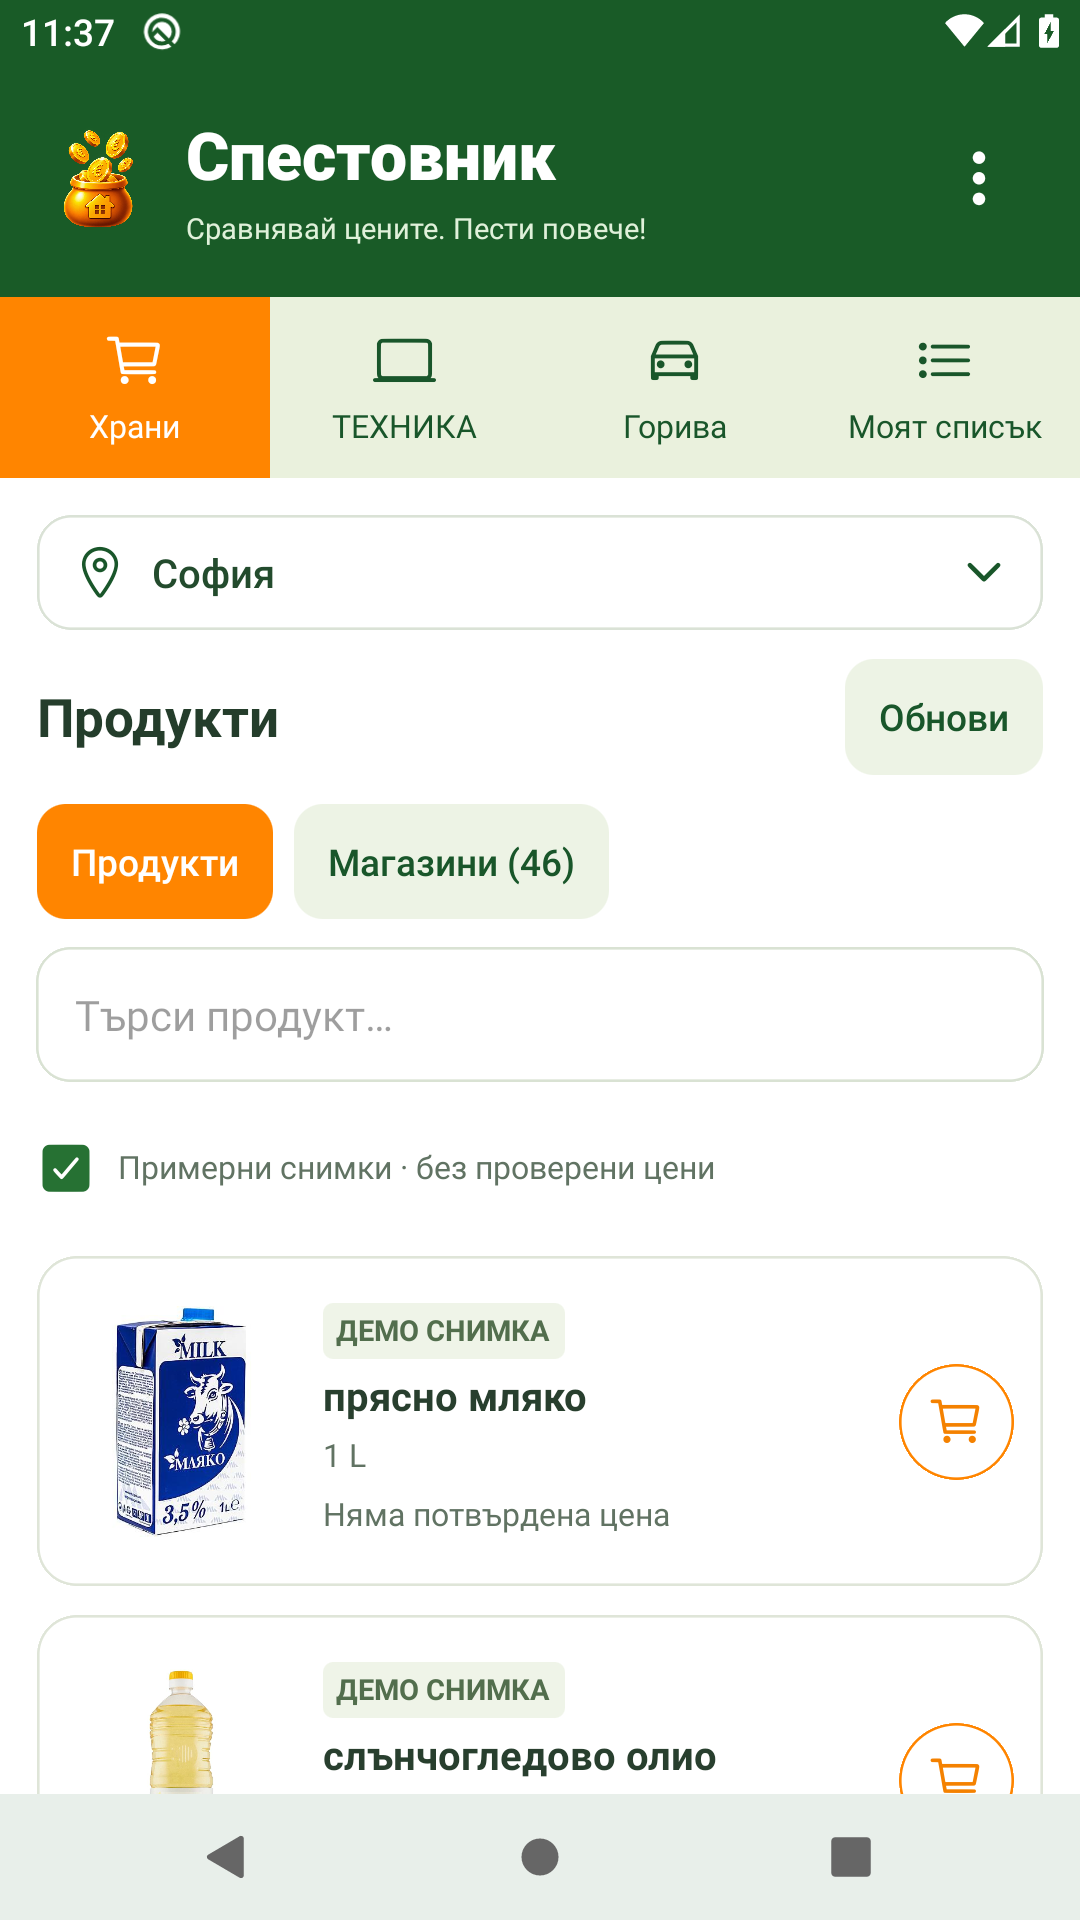 11:37
Спестовник
Сравнявай цените. Пести повече!
Храни
ТЕХНИКА
Горива
Моят списък
София
Продукти
Обнови
Продукти
Магазини (46)
Търси продукт...
Примерни снимки · без проверени цени
ДЕМО СНИМКА
прясно мляко
1 L
Няма потвърдена цена
MILK
МЛЯКО
3,5% 1L℮
ДЕМО СНИМКА
слънчогледово олио